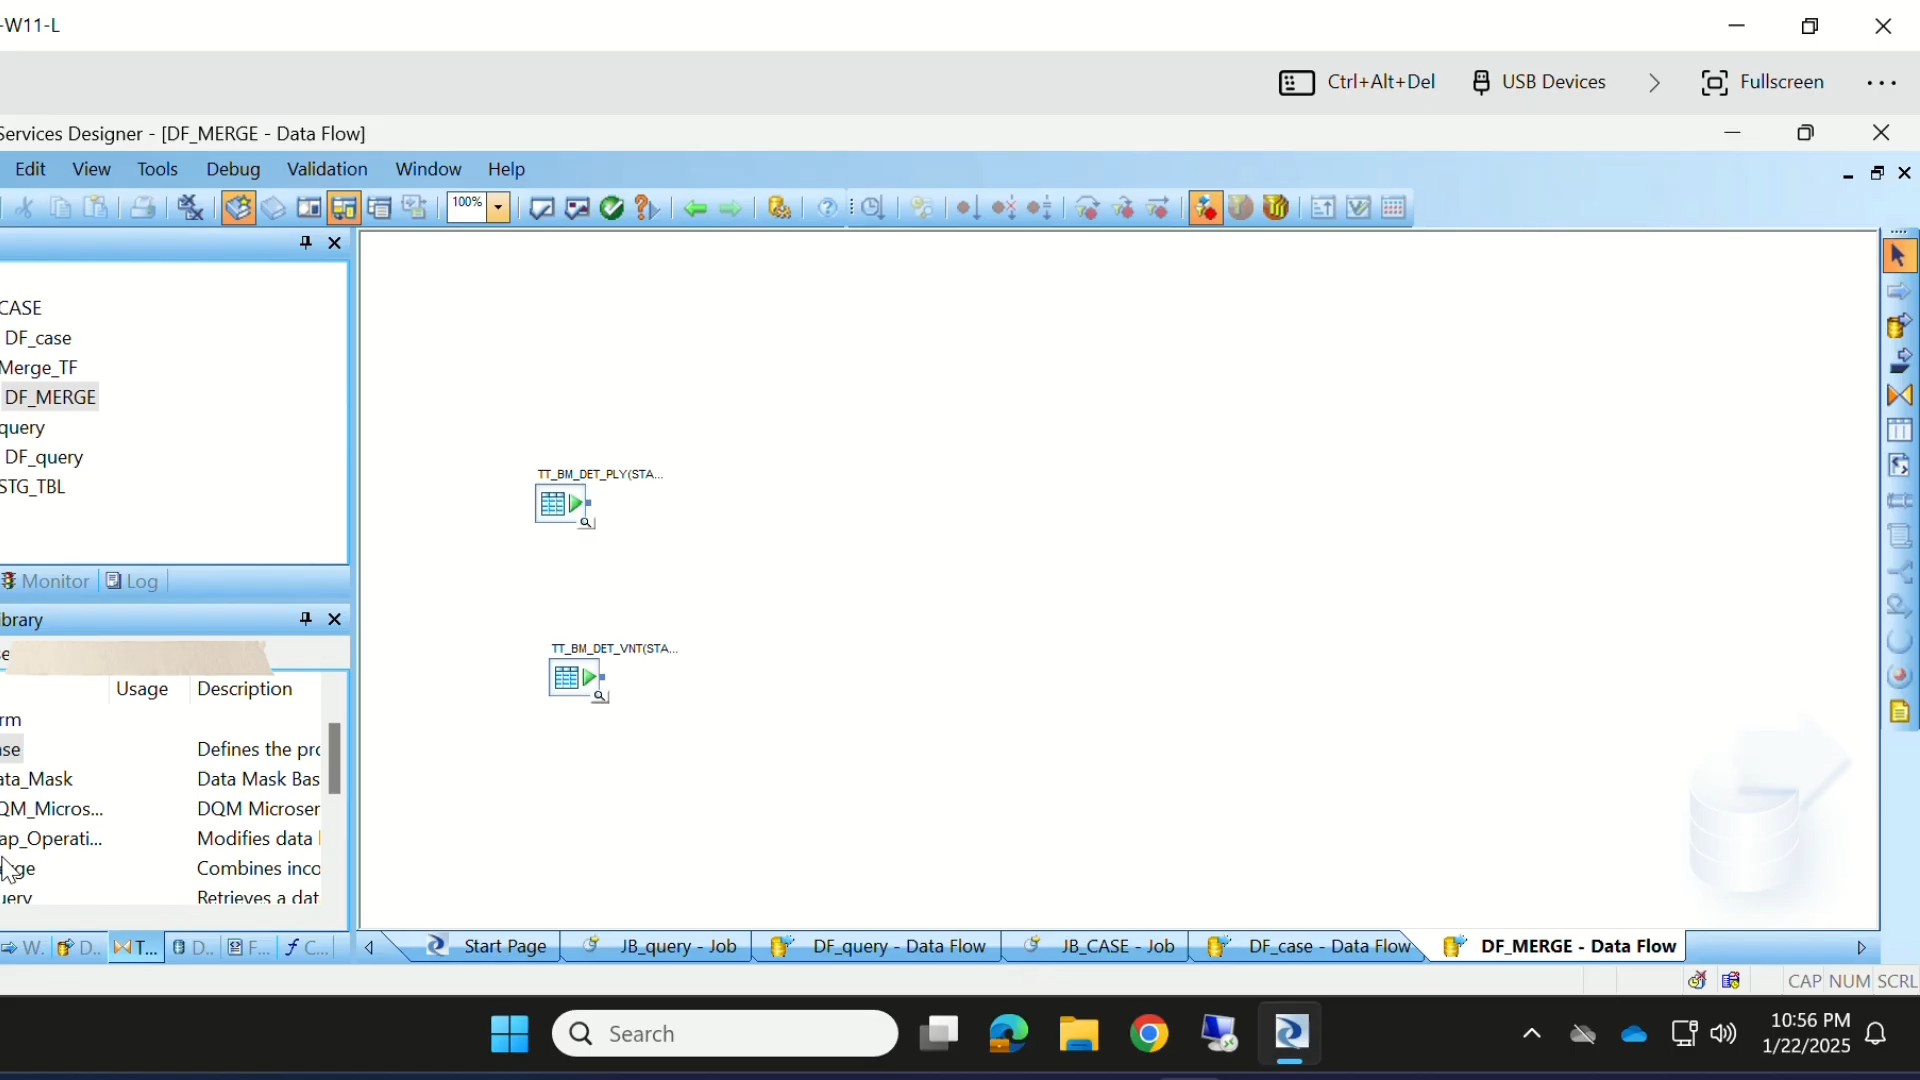 -W11-L
Ctrl+Alt+Del USB Devices Fullscreen
Services Designer - [DF_MERGE - Data Flow]
Edit View Tools Debug Validation Window Help
100%
CASE
DF_case
Merge_TF
DF_MERGE
query
DF_query
STG_TBL
TT_BM_DET_PLY(STA...
TT_BM_DET_VNT(STA...
Monitor Log
ibrary
Usage Description
rm
ase Defines the pro
ata_Mask Data Mask Bas
QM_Micros... DQM Microser
ap_Operati... Modifies data
ge Combines inco
uery Retrieves a dat
W. D.. T... D.. F... C...
Start Page JB_query - Job DF_query - Data Flow JB_CASE - Job DF_case - Data Flow DF_MERGE - Data Flow
CAP NUM SCRL
Search
10:56 PM
1/22/2025